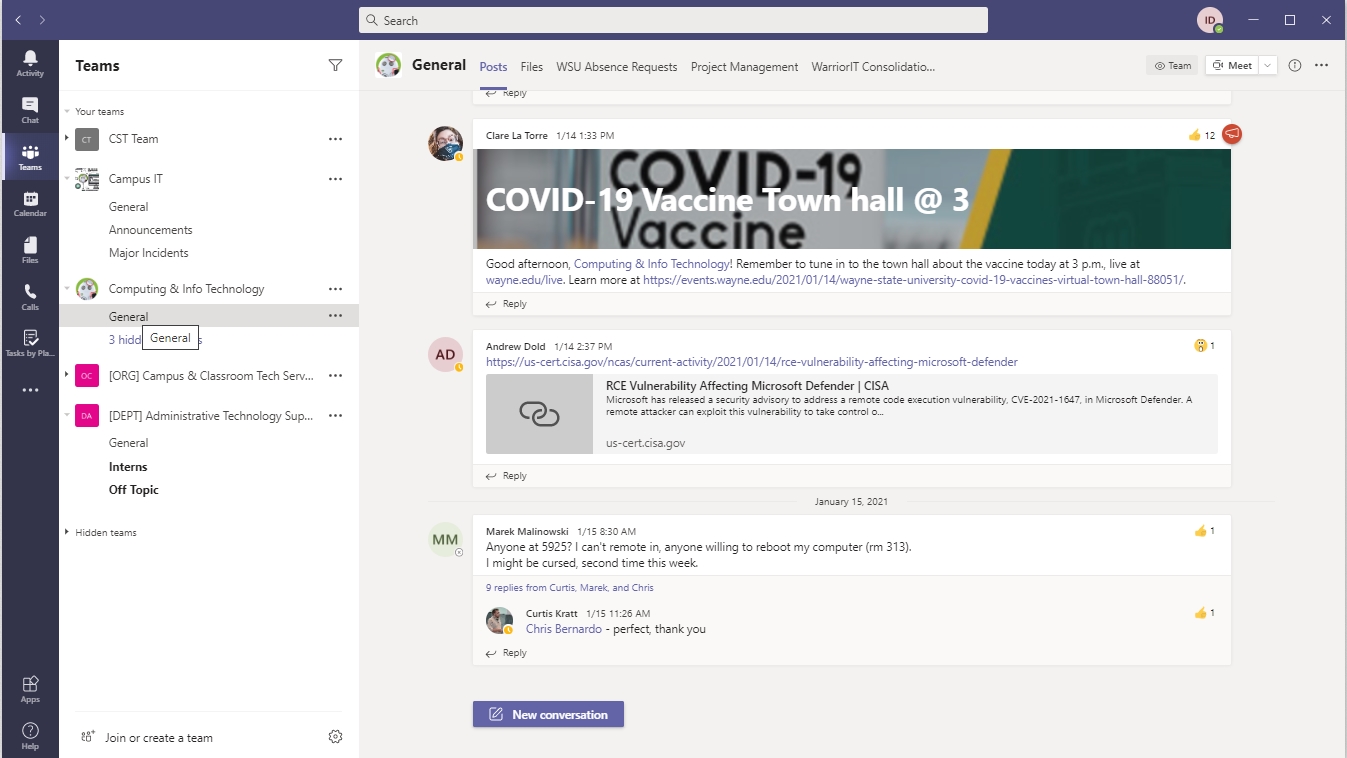 Search
ID
Activity
Chat
Teams
Calendar
Files
Calls
Tasks by Pla...
Apps
Help
Teams
Your teams
CT
CST Team
Campus IT
General
Announcements
Major Incidents
Computing & Info Technology
General
3 hidd
General
s
OC
[ORG] Campus & Classroom Tech Serv...
DA
[DEPT] Administrative Technology Sup...
General
Interns
Off Topic
Hidden teams
Join or create a team
General
Posts
Files
WSU Absence Requests
Project Management
WarriorIT Consolidatio...
Team
Meet
Reply
Clare La Torre 1/14 1:33 PM
12
COVID-19
Vaccine
COVID-19 Vaccine Town hall @ 3
Good afternoon, Computing & Info Technology! Remember to tune in to the town hall about the vaccine today at 3 p.m., live at
wayne.edu/live. Learn more at https://events.wayne.edu/2021/01/14/wayne-state-university-covid-19-vaccines-virtual-town-hall-88051/.
Reply
AD
Andrew Dold 1/14 2:37 PM
1
https://us-cert.cisa.gov/ncas/current-activity/2021/01/14/rce-vulnerability-affecting-microsoft-defender
RCE Vulnerability Affecting Microsoft Defender | CISA
Microsoft has released a security advisory to address a remote code execution vulnerability, CVE-2021-1647, in Microsoft Defender. A
remote attacker can exploit this vulnerability to take control o...
us-cert.cisa.gov
Reply
January 15, 2021
MM
Marek Malinowski 1/15 8:30 AM
1
Anyone at 5925? I can't remote in, anyone willing to reboot my computer (rm 313).
I might be cursed, second time this week.
9 replies from Curtis, Marek, and Chris
Curtis Kratt 1/15 11:26 AM
1
Chris Bernardo - perfect, thank you
Reply
New conversation